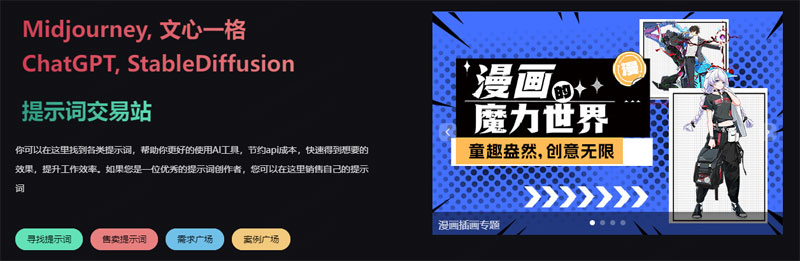 Midjourney, 文心一格
ChatGPT, StableDiffusion
提示词交易站
你可以在这里找到各类提示词，帮助你更好的使用AI工具，节约api成本，快速得到想要的
效果，提升工作效率。如果您是一位优秀的提示词创作者，您可以在这里销售自己的提示
词
寻找提示词
售卖提示词
需求广场
案例广场
漫画的
漫
魔力世界
童趣盎然,创意无限
漫画插画专题